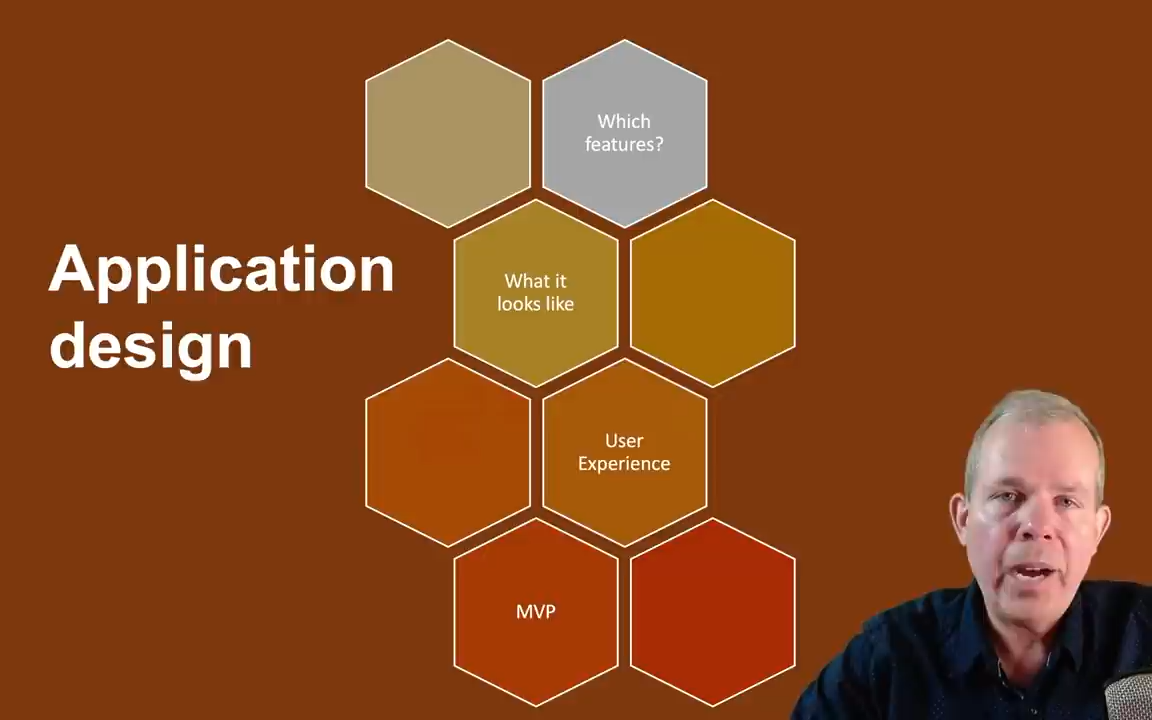 Application
design
Which
features?
What it
looks like
User
Experience
MVP